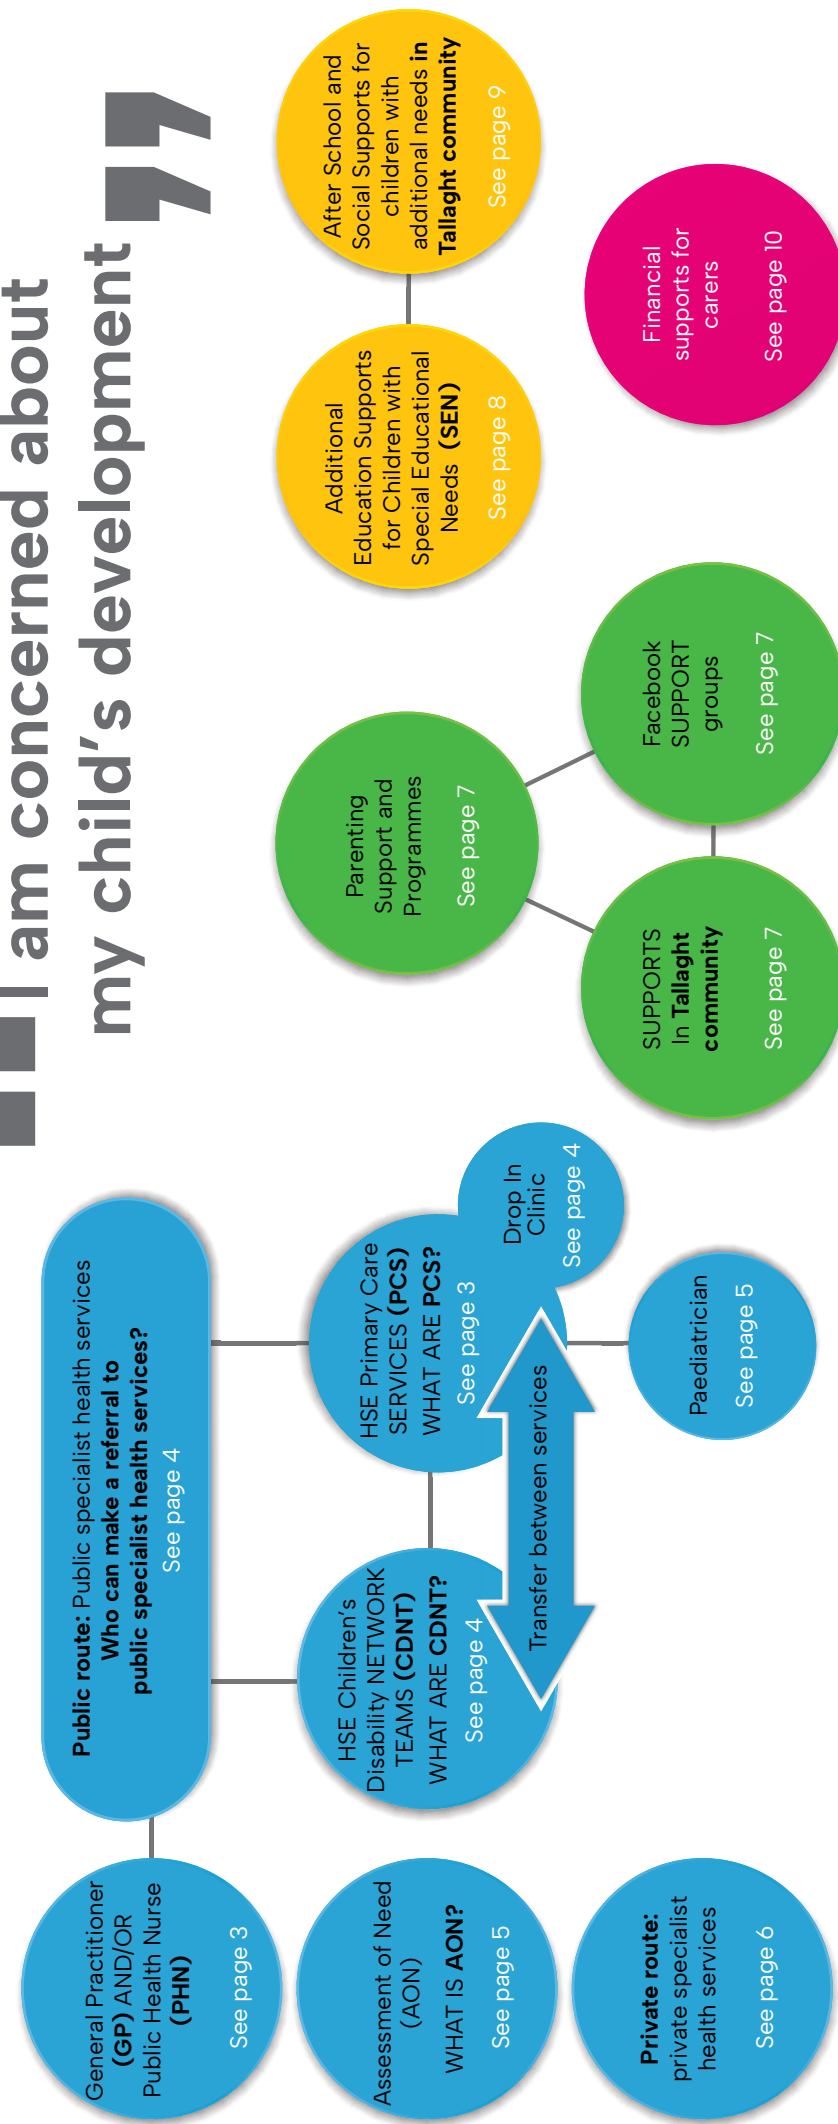 "I am concerned about
my child's development"
General Practitioner
(GP) AND/OR
Public Health Nurse
(PHN)
See page 3
Public route: Public specialist health services
Who can make a referral to
public specialist health services?
See page 4
Assessment of Need
(AON)
WHAT IS AON?
See page 5
HSE Children's
Disability NETWORK
TEAMS (CDNT)
WHAT ARE CDNT?
See page 4
HSE Primary Care
SERVICES (PCS)
WHAT ARE PCS?
See page 3
Drop In
Clinic
See page 4
Transfer between services
Private route:
private specialist
health services
See page 6
Paediatrician
See page 5
Parenting
Support and
Programmes
See page 7
SUPPORTS
In Tallaght
community
See page 7
Facebook
SUPPORT
groups
See page 7
Additional
Education Supports
for Children with
Special Educational
Needs (SEN)
See page 8
After School and
Social Supports for
children with
additional needs in
Tallaght community
See page 9
Financial
supports for
carers
See page 10